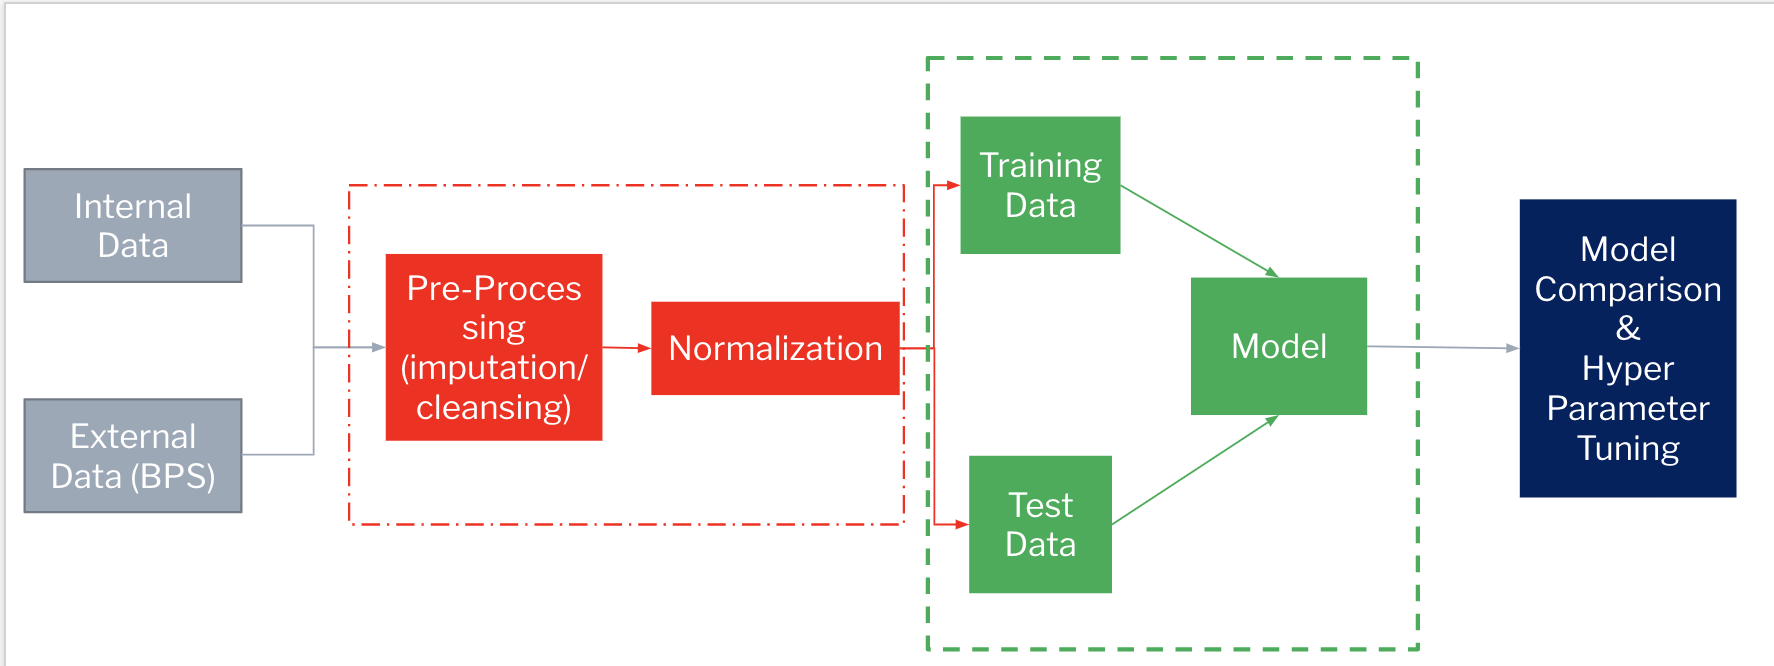 Internal
Data
External
Data (BPS)
Pre-Proces
sing
(imputation/
cleansing)
Normalization
Training
Data
Test
Data
Model
Model
Comparison
&
Hyper
Parameter
Tuning